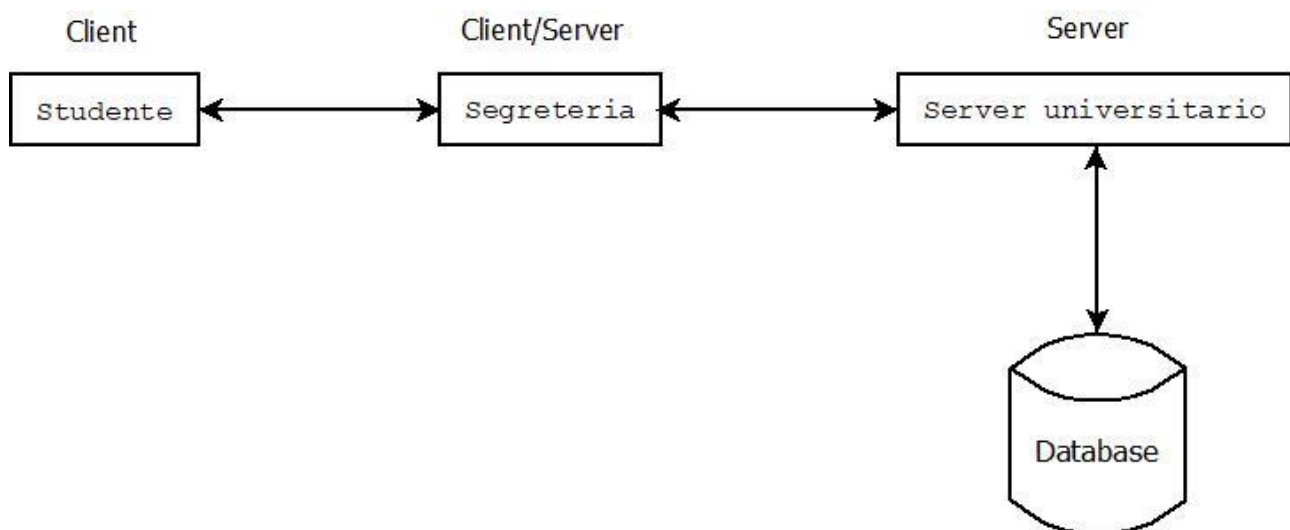 Client
Client/Server
Server
Studente
Segreteria
Server universitario
Database